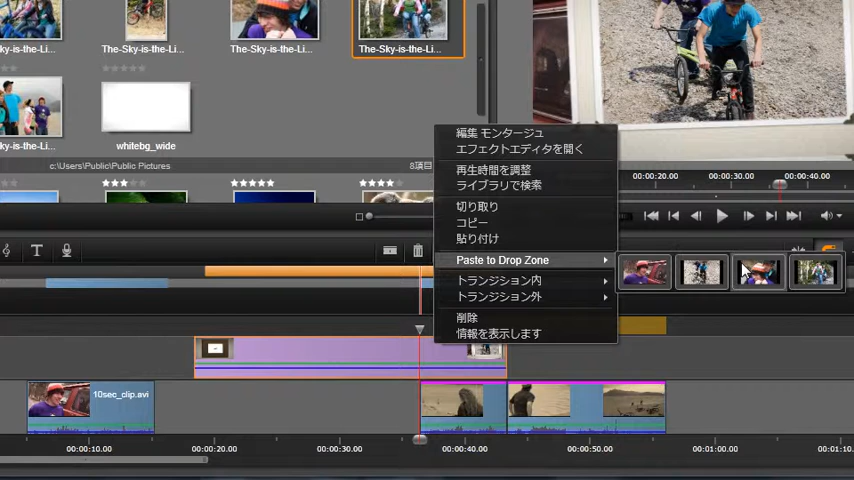 ky-is-the-Li...
The-Sky-is-the-Li...
The-Sky-is-the-Li...
The-Sky-is-the-Li...
ky-is-the-Li...
whitebg_wide
c:\Users\Public\Public Pictures
8項目
編集 モンタージュ
エフェクトエディタを開く
再生時間を調整
ライブラリで検索
切り取り
コピー
貼り付け
Paste to Drop Zone
トランジション内
トランジション外
削除
情報を表示します
00:00:20.00
00:00:30.00
00:00:40.00
10sec_clip.avi
00:00:10.00
00:00:20.00
00:00:30.00
00:00:40.00
00:00:50.00
00:01:00.00
00:01:10.